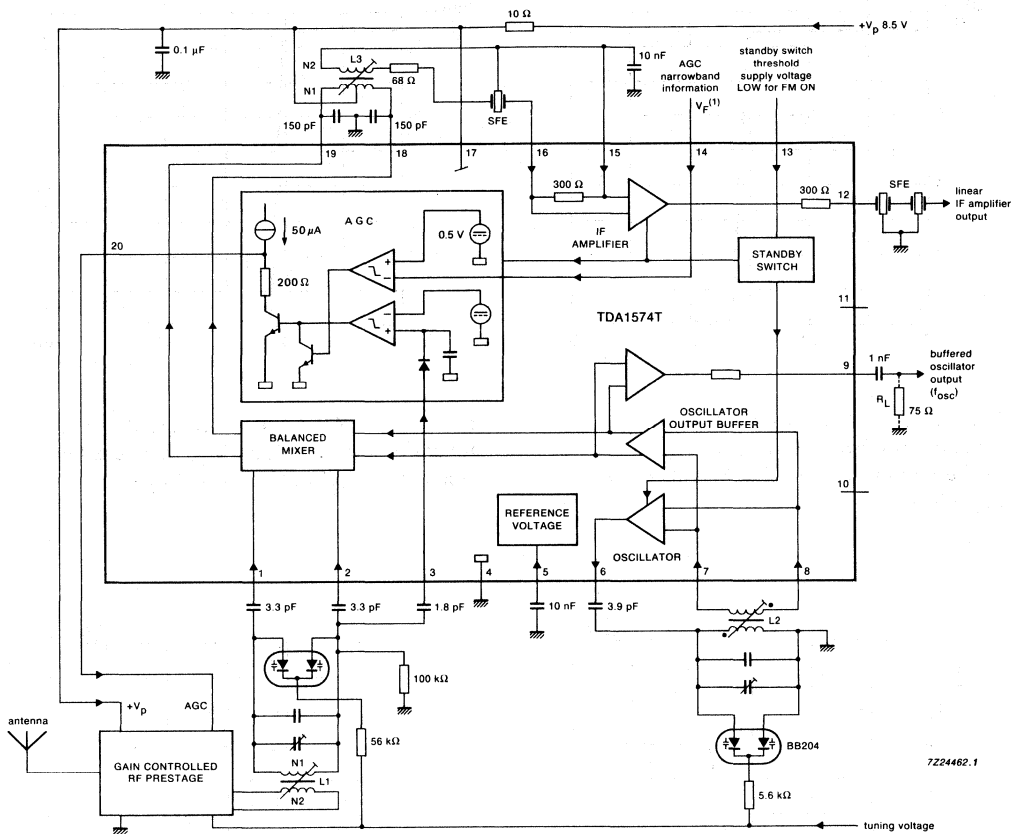 10 Ω
+Vp 8.5 V
0.1 µF
N2
L3
N1
68 Ω
SFE
10 nF
AGC
narrowband
information
VF(1)
standby switch
threshold
supply voltage
LOW for FM ON
150 pF
150 pF
19
18
17
16
15
14
13
SFE
300 Ω
300 Ω
12
linear
IF amplifier
output
IF
AMPLIFIER
STANDBY
SWITCH
AGC
50 µA
0.5 V
20
200 Ω
11
TDA1574T
9
1 nF
buffered
oscillator
output
(fosc)
RL
75 Ω
OSCILLATOR
OUTPUT BUFFER
BALANCED
MIXER
10
REFERENCE
VOLTAGE
OSCILLATOR
1
2
3
4
5
6
7
8
3.3 pF
3.3 pF
1.8 pF
10 nF
3.9 pF
L2
100 kΩ
+Vp
AGC
antenna
56 kΩ
GAIN CONTROLLED
RF PRESTAGE
N1
L1
N2
BB204
5.6 kΩ
7Z24462.1
tuning voltage